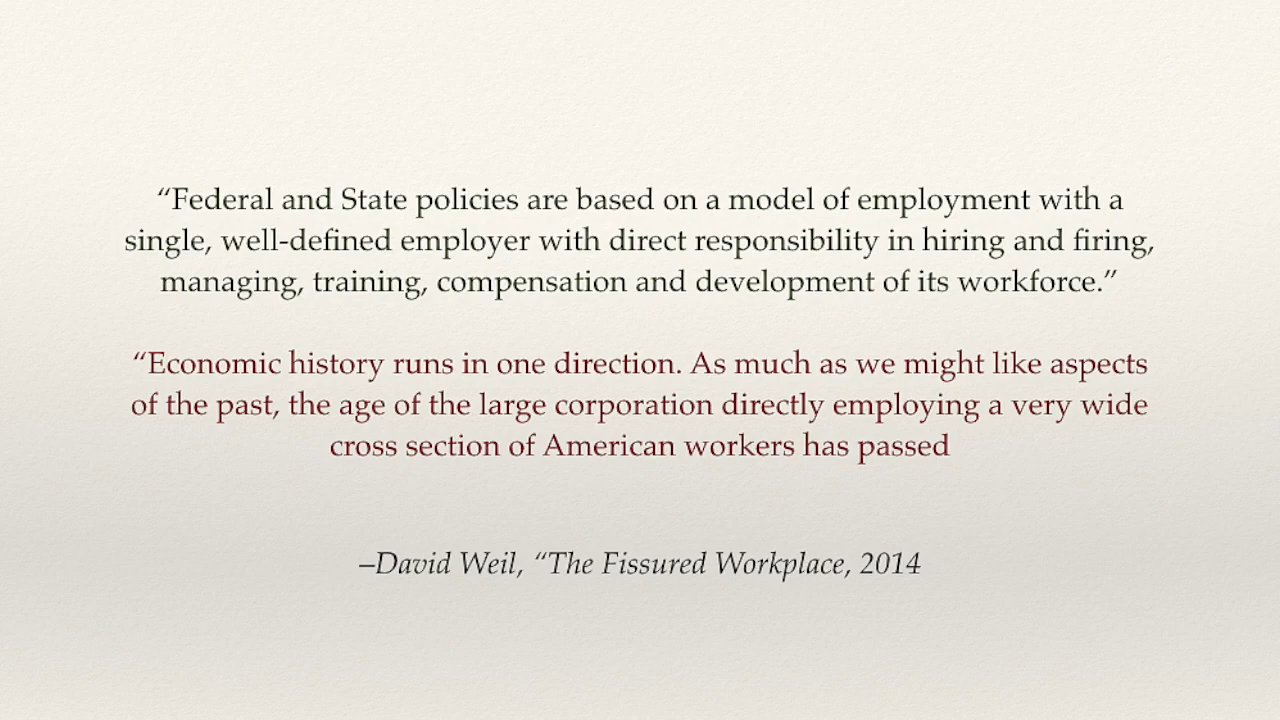 “Federal and State policies are based on a model of employment with a
single, well-defined employer with direct responsibility in hiring and firing,
managing, training, compensation and development of its workforce.”
“Economic history runs in one direction. As much as we might like aspects
of the past, the age of the large corporation directly employing a very wide
cross section of American workers has passed
–David Weil, “The Fissured Workplace, 2014